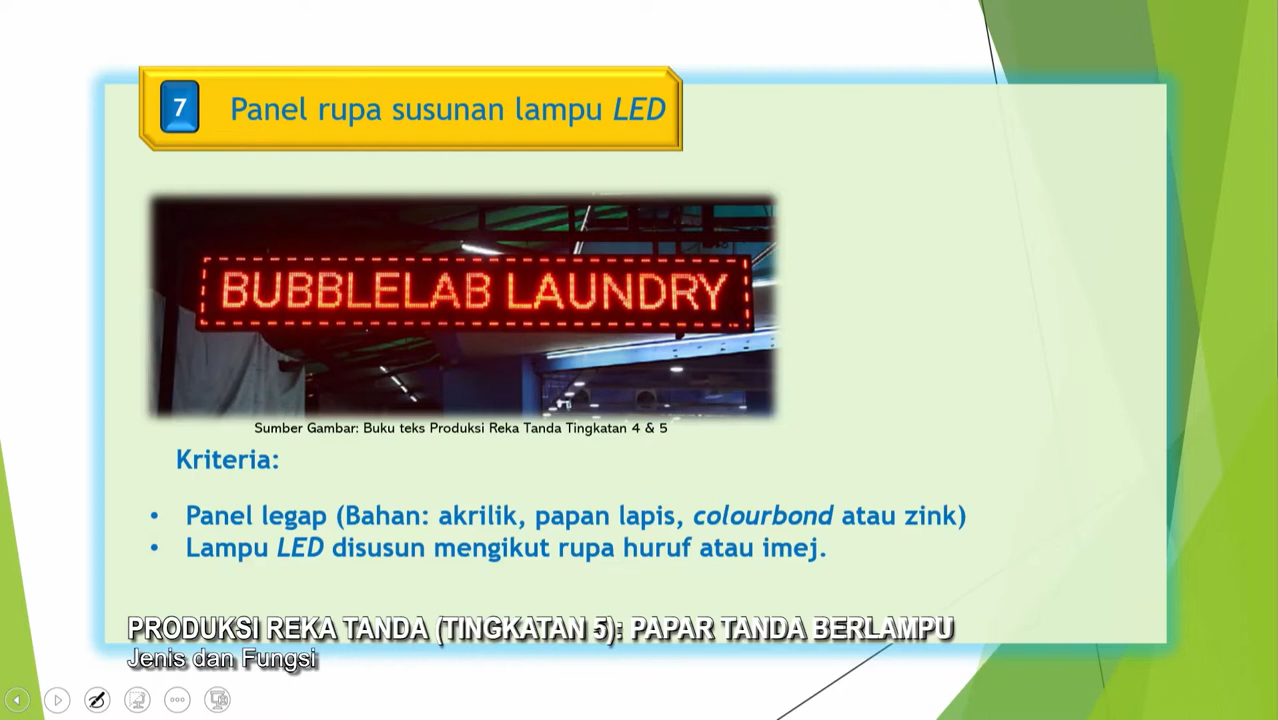 7
Panel rupa susunan lampu LED
BUBBLELAB LAUNDRY
Sumber Gambar: Buku teks Produksi Reka Tanda Tingkatan 4 & 5
Kriteria:
• Panel legap (Bahan: akrilik, papan lapis, colourbond atau zink)
• Lampu LED disusun mengikut rupa huruf atau imej.
PRODUKSI REKA TANDA (TINGKATAN 5): PAPAR TANDA BERLAMPU
Jenis dan Fungsi